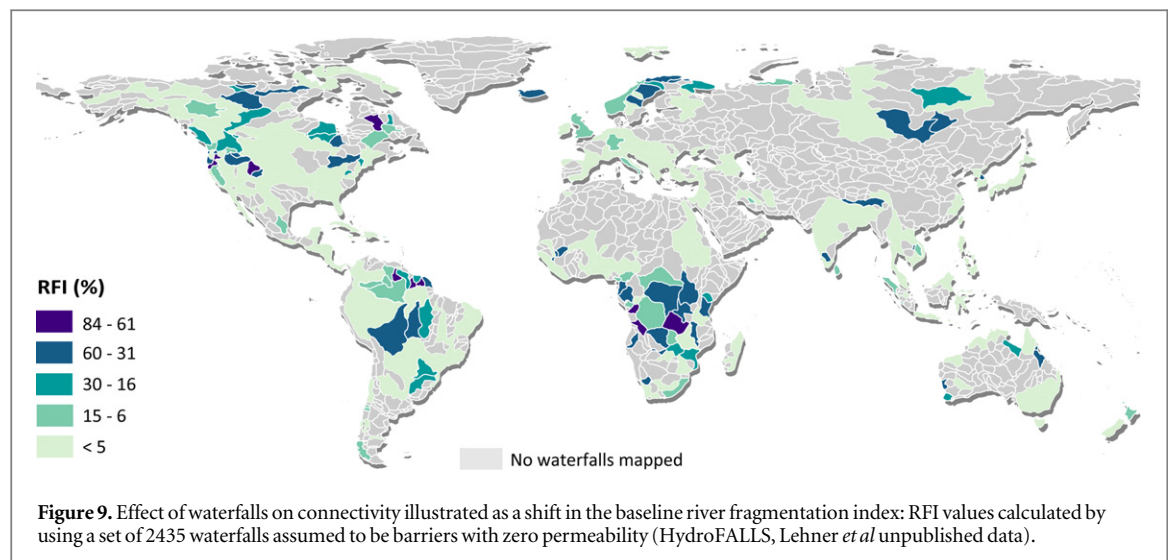 RFI (%)
84 - 61
60 - 31
30 - 16
15 - 6
< 5
No waterfalls mapped
Figure 9. Effect of waterfalls on connectivity illustrated as a shift in the baseline river fragmentation index: RFI values calculated by
using a set of 2435 waterfalls assumed to be barriers with zero permeability (HydroFALLS, Lehner et al unpublished data).